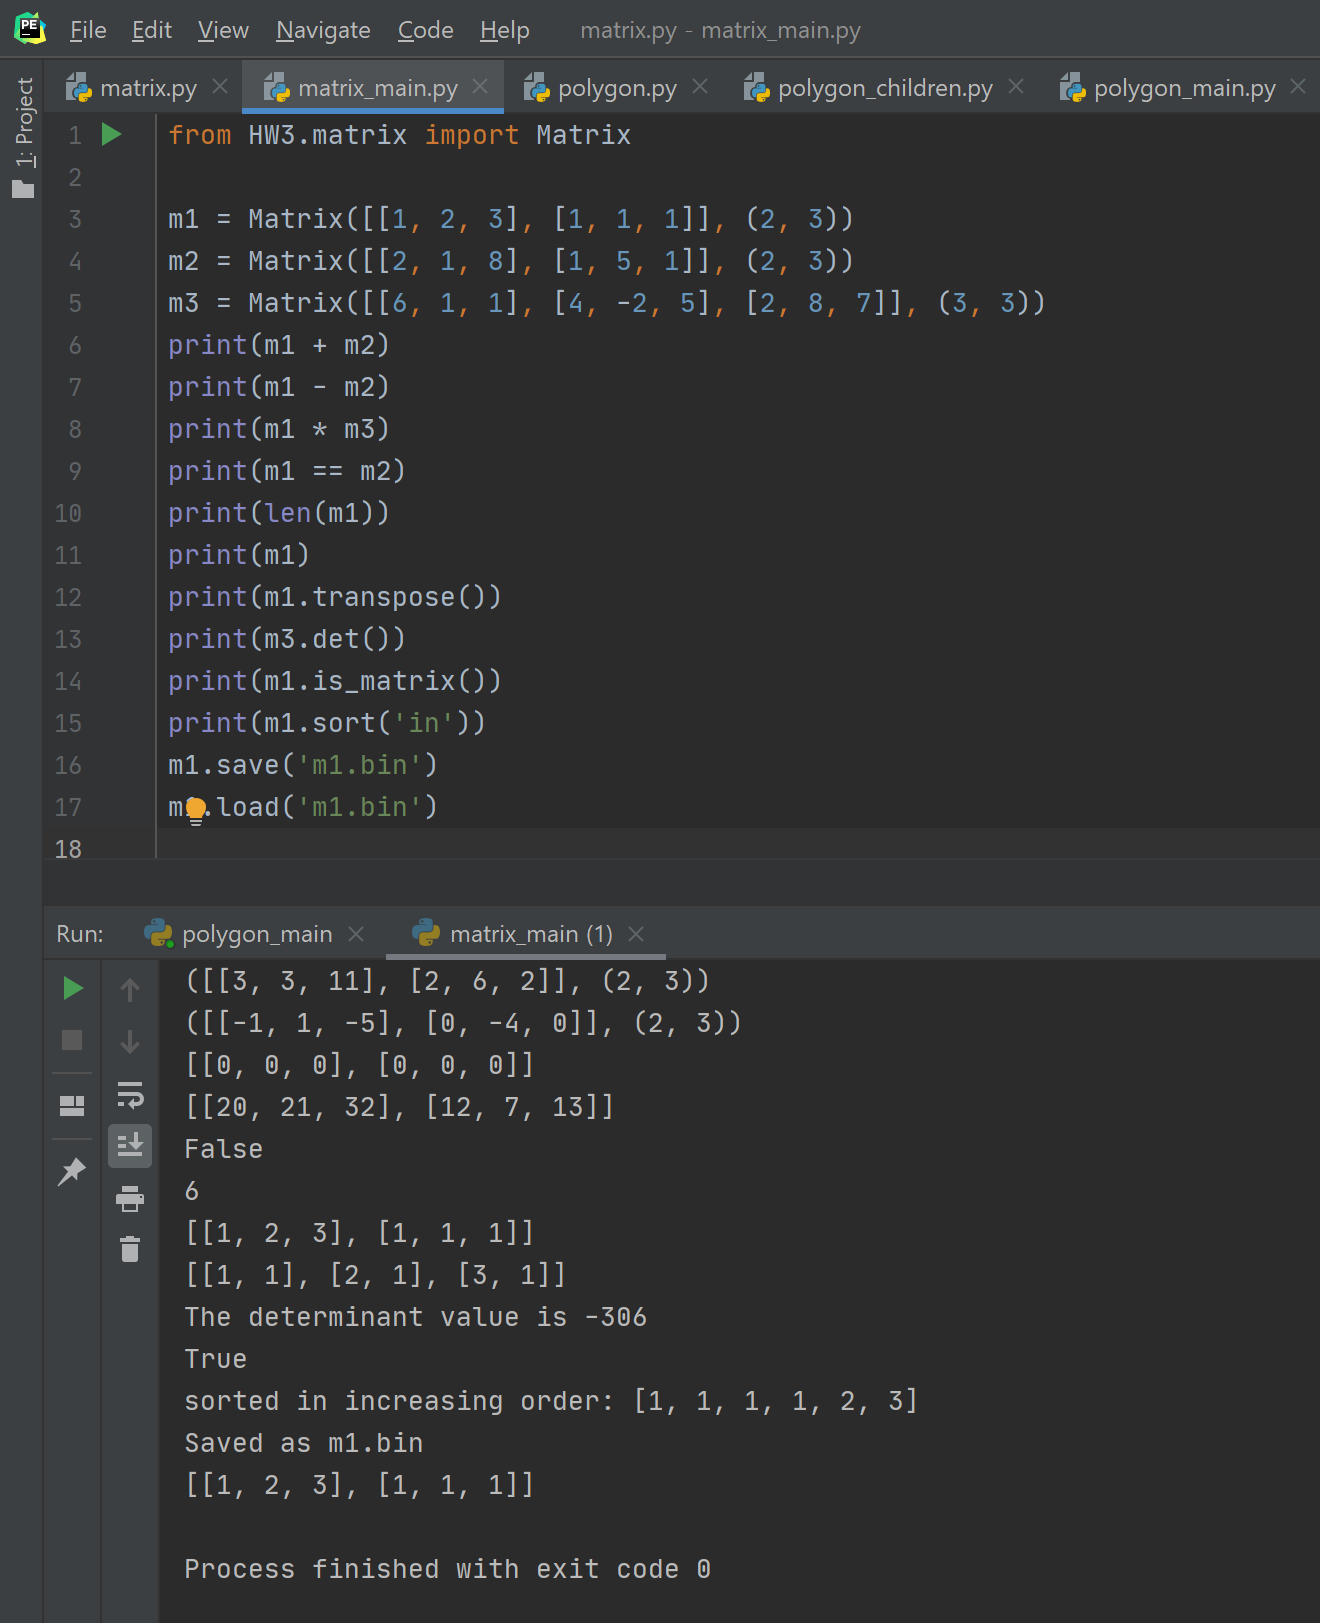 PE
File Edit View Navigate Code Help matrix.py - matrix_main.py
1: Project
matrix.py matrix_main.py polygon.py polygon_children.py polygon_main.py
1 from HW3.matrix import Matrix
2
3 m1 = Matrix([[1, 2, 3], [1, 1, 1]], (2, 3))
4 m2 = Matrix([[2, 1, 8], [1, 5, 1]], (2, 3))
5 m3 = Matrix([[6, 1, 1], [4, -2, 5], [2, 8, 7]], (3, 3))
6 print(m1 + m2)
7 print(m1 - m2)
8 print(m1 * m3)
9 print(m1 == m2)
10 print(len(m1))
11 print(m1)
12 print(m1.transpose())
13 print(m3.det())
14 print(m1.is_matrix())
15 print(m1.sort('in'))
16 m1.save('m1.bin')
17 .load('m1.bin')
18
Run: polygon_main matrix_main (1)
([[3, 3, 11], [2, 6, 2]], (2, 3))
([[-1, 1, -5], [0, -4, 0]], (2, 3))
[[0, 0, 0], [0, 0, 0]]
[[20, 21, 32], [12, 7, 13]]
False
6
[[1, 2, 3], [1, 1, 1]]
[[1, 1], [2, 1], [3, 1]]
The determinant value is -306
True
sorted in increasing order: [1, 1, 1, 1, 2, 3]
Saved as m1.bin
[[1, 2, 3], [1, 1, 1]]
Process finished with exit code 0